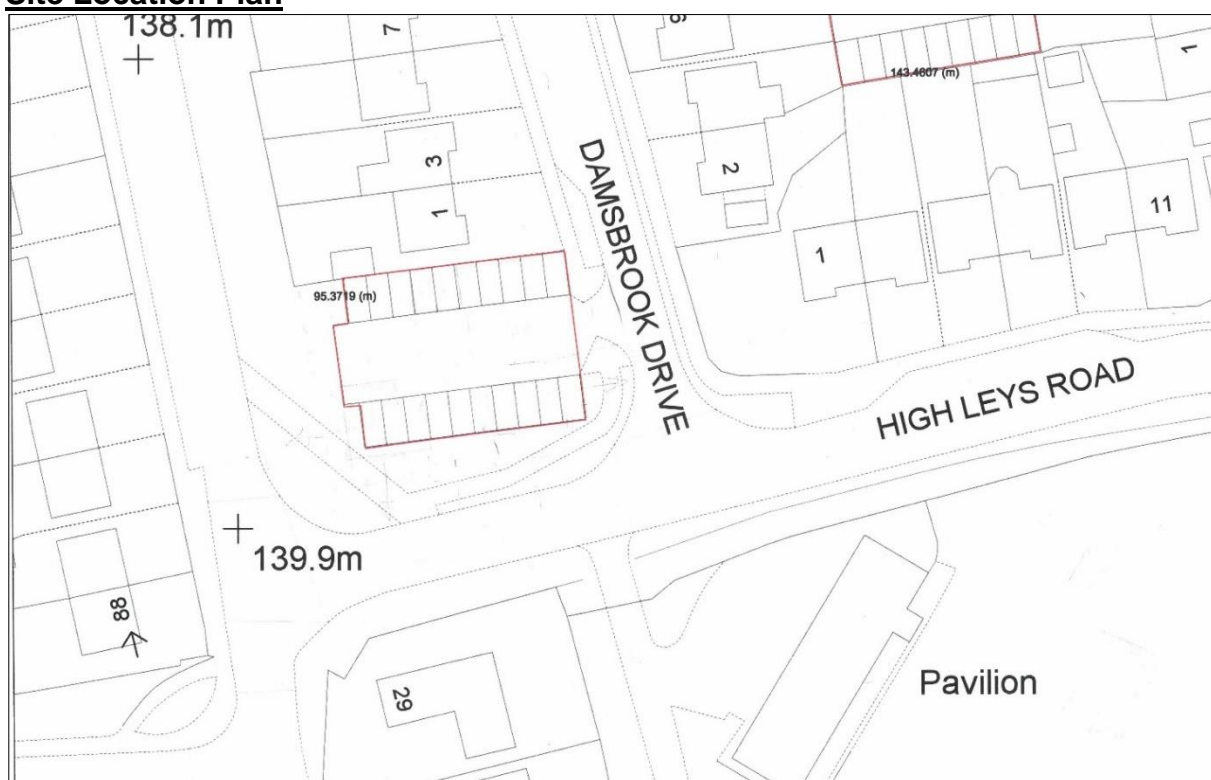 Site Location Plan
138.1m
7
6
143.4607 (m)
1
3
2
1
DAMSBROOK DRIVE
1
11
95.3719 (m)
HIGH LEYS ROAD
139.9m
88
29
Pavilion